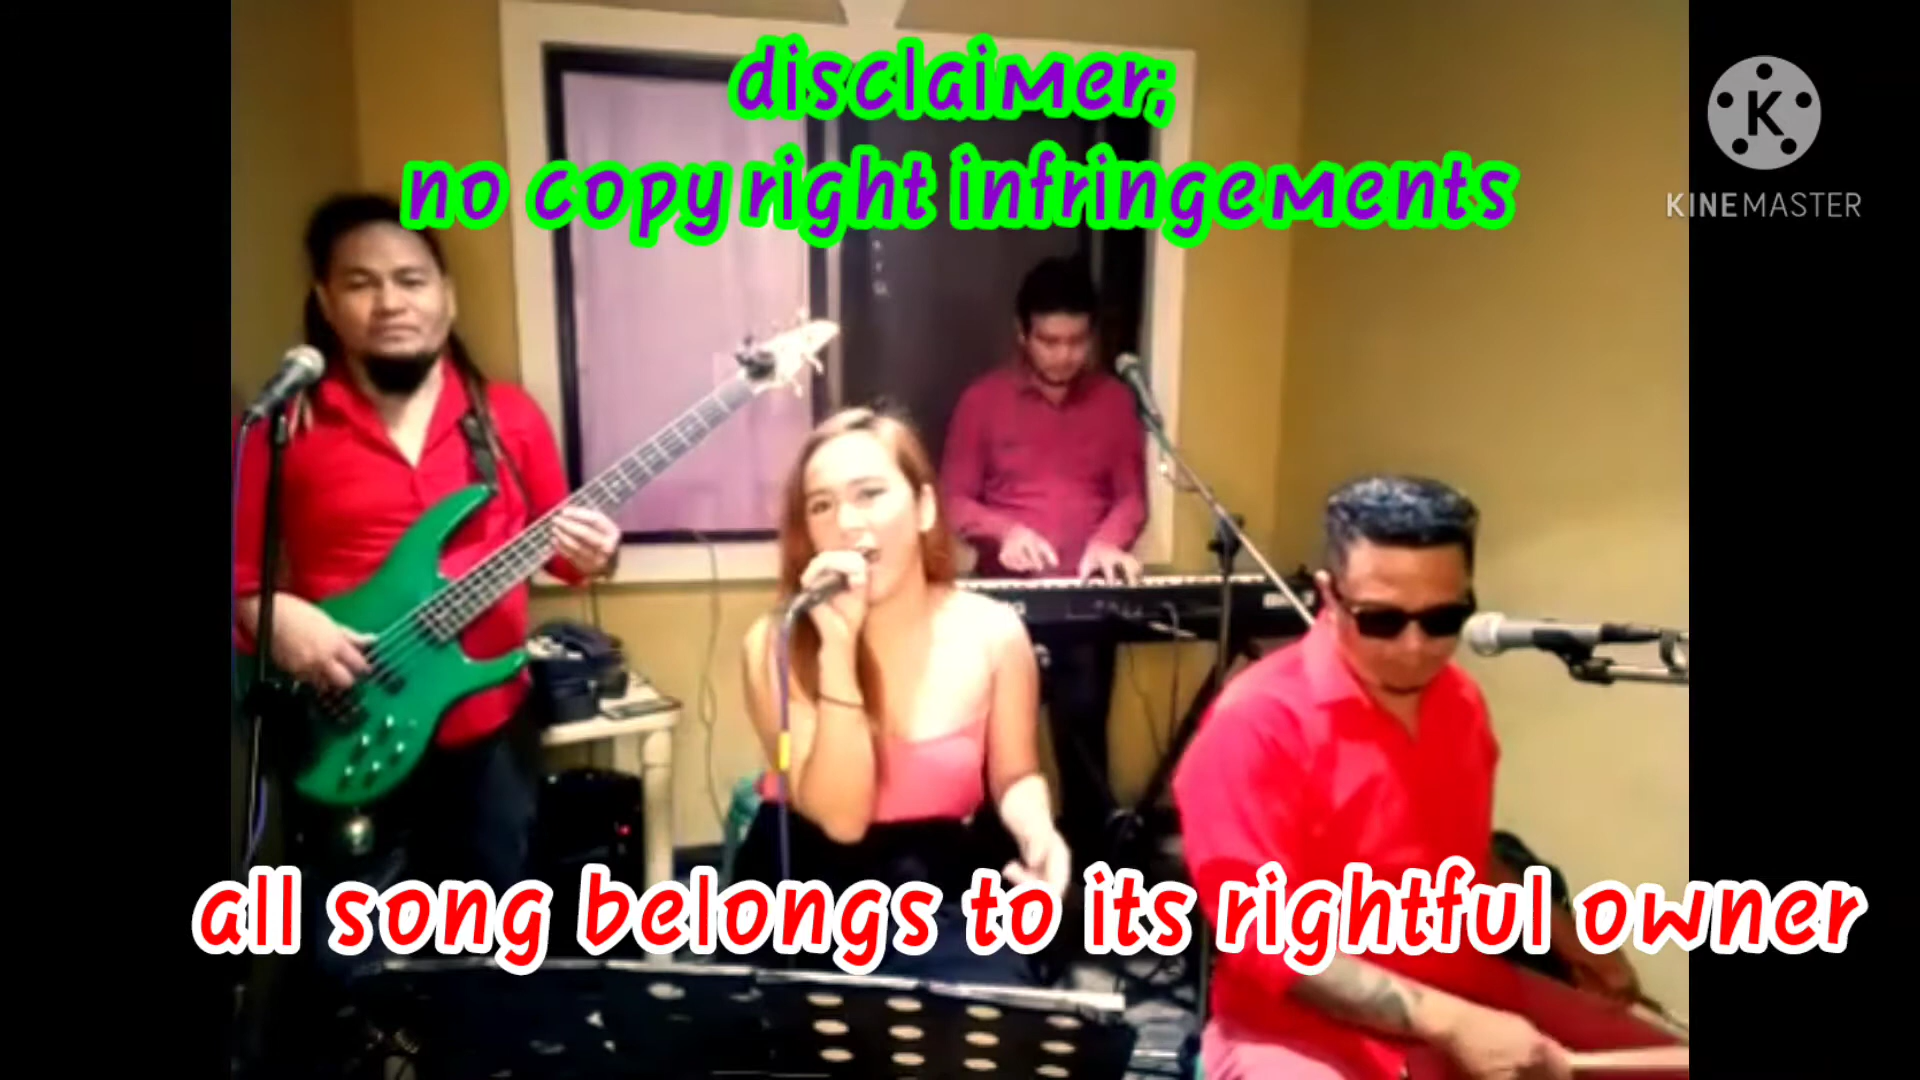 disclaimer;
no copy right infringements
K
KINEMASTER
all song belongs to its rightful owner